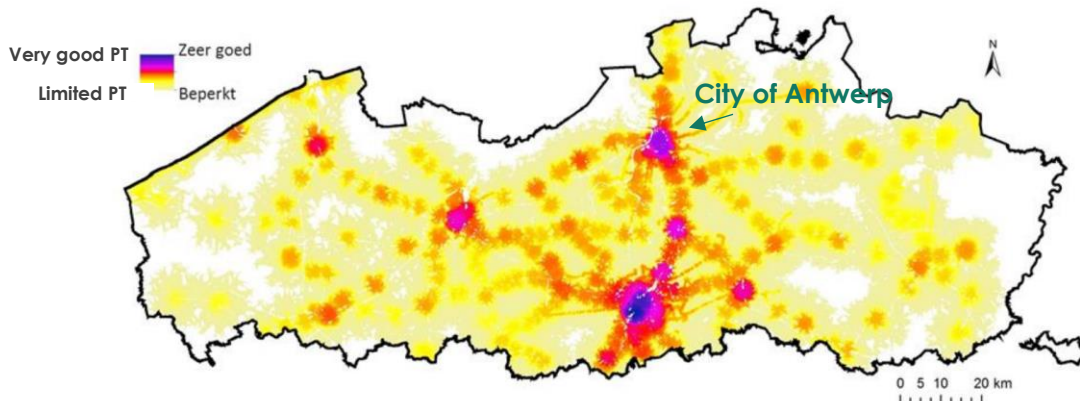 Very good PT
Zeer goed
Limited PT
Beperkt
City of Antwerp
N
0 5 10 20 km